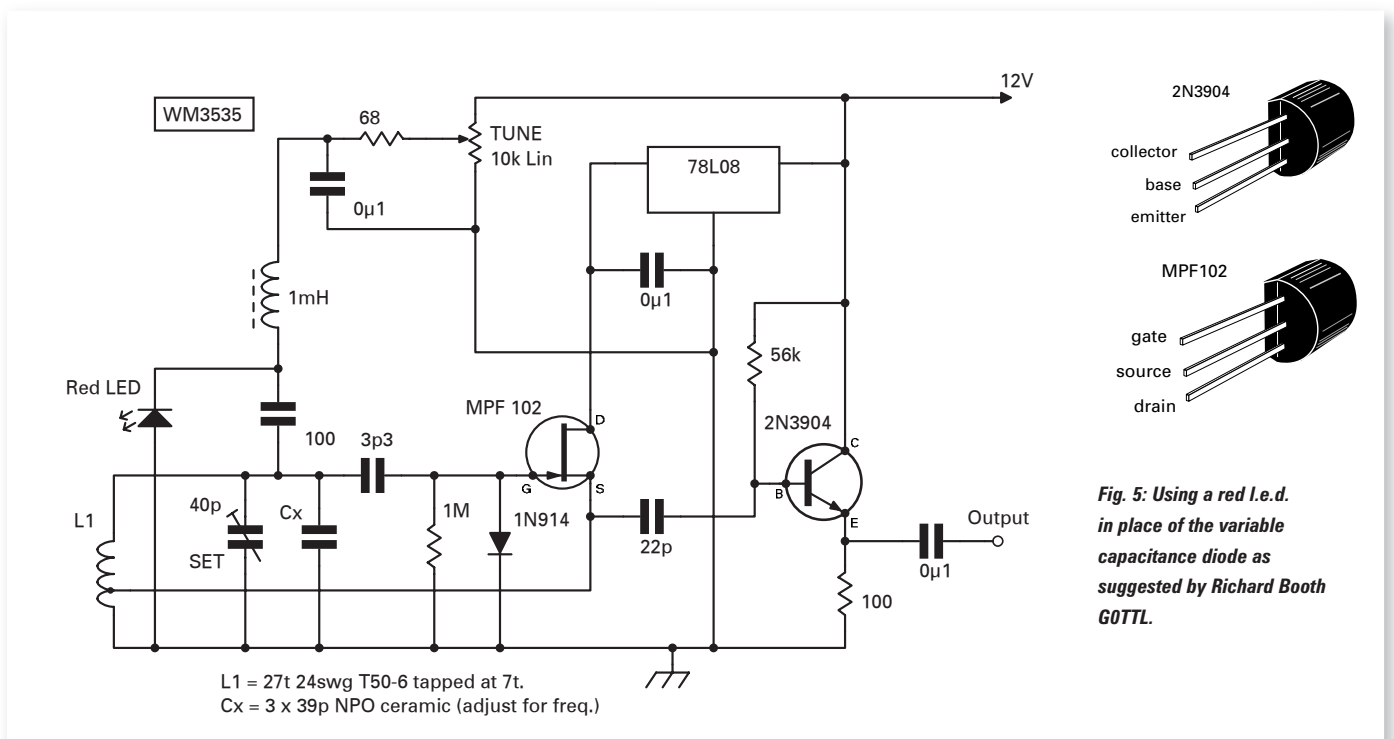 WM3535
68
TUNE
10k Lin
12V
78L08
0µ1
0µ1
1mH
56k
Red LED
MPF 102
D
2N3904
C
100
3p3
G
S
B
40p
Cx
1M
1N914
E
Output
L1
SET
22p
0µ1
100
L1 = 27t 24swg T50-6 tapped at 7t.
Cx = 3 x 39p NPO ceramic (adjust for freq.)
2N3904
collector
base
emitter
MPF102
gate
source
drain
Fig. 5: Using a red l.e.d.
in place of the variable
capacitance diode as
suggested by Richard Booth
G0TTL.